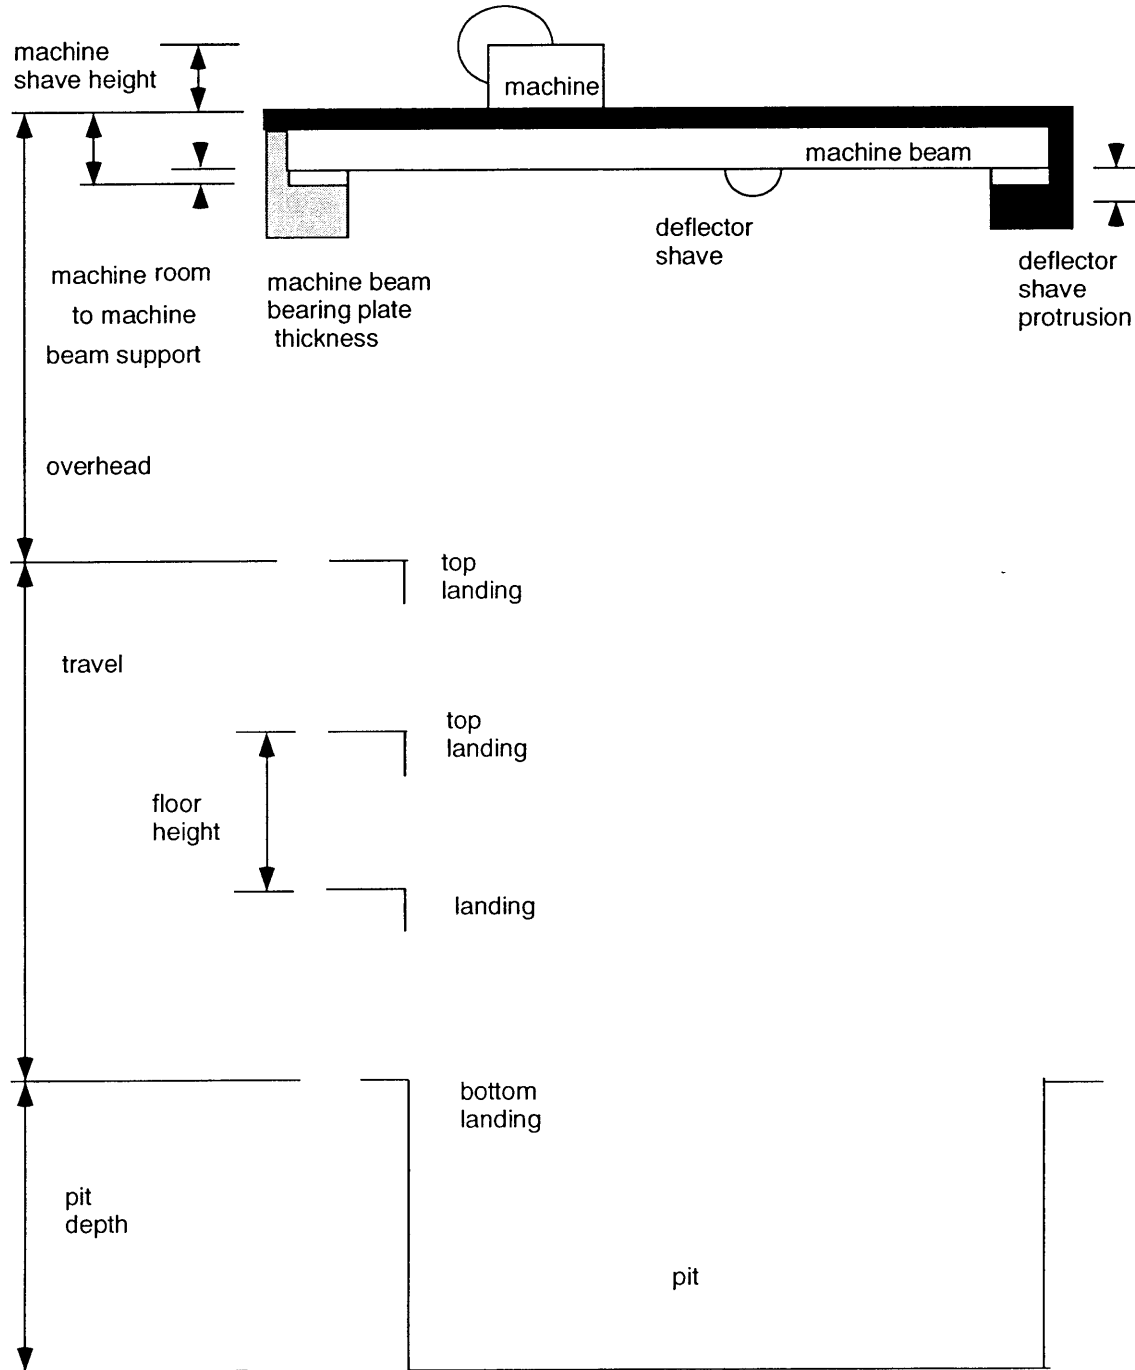 machine
shave height
machine
machine beam
deflector
shave
deflector
shave
protrusion
machine room
to machine
beam support
machine beam
bearing plate
thickness
overhead
top
landing
travel
top
landing
floor
height
landing
bottom
landing
pit
depth
pit